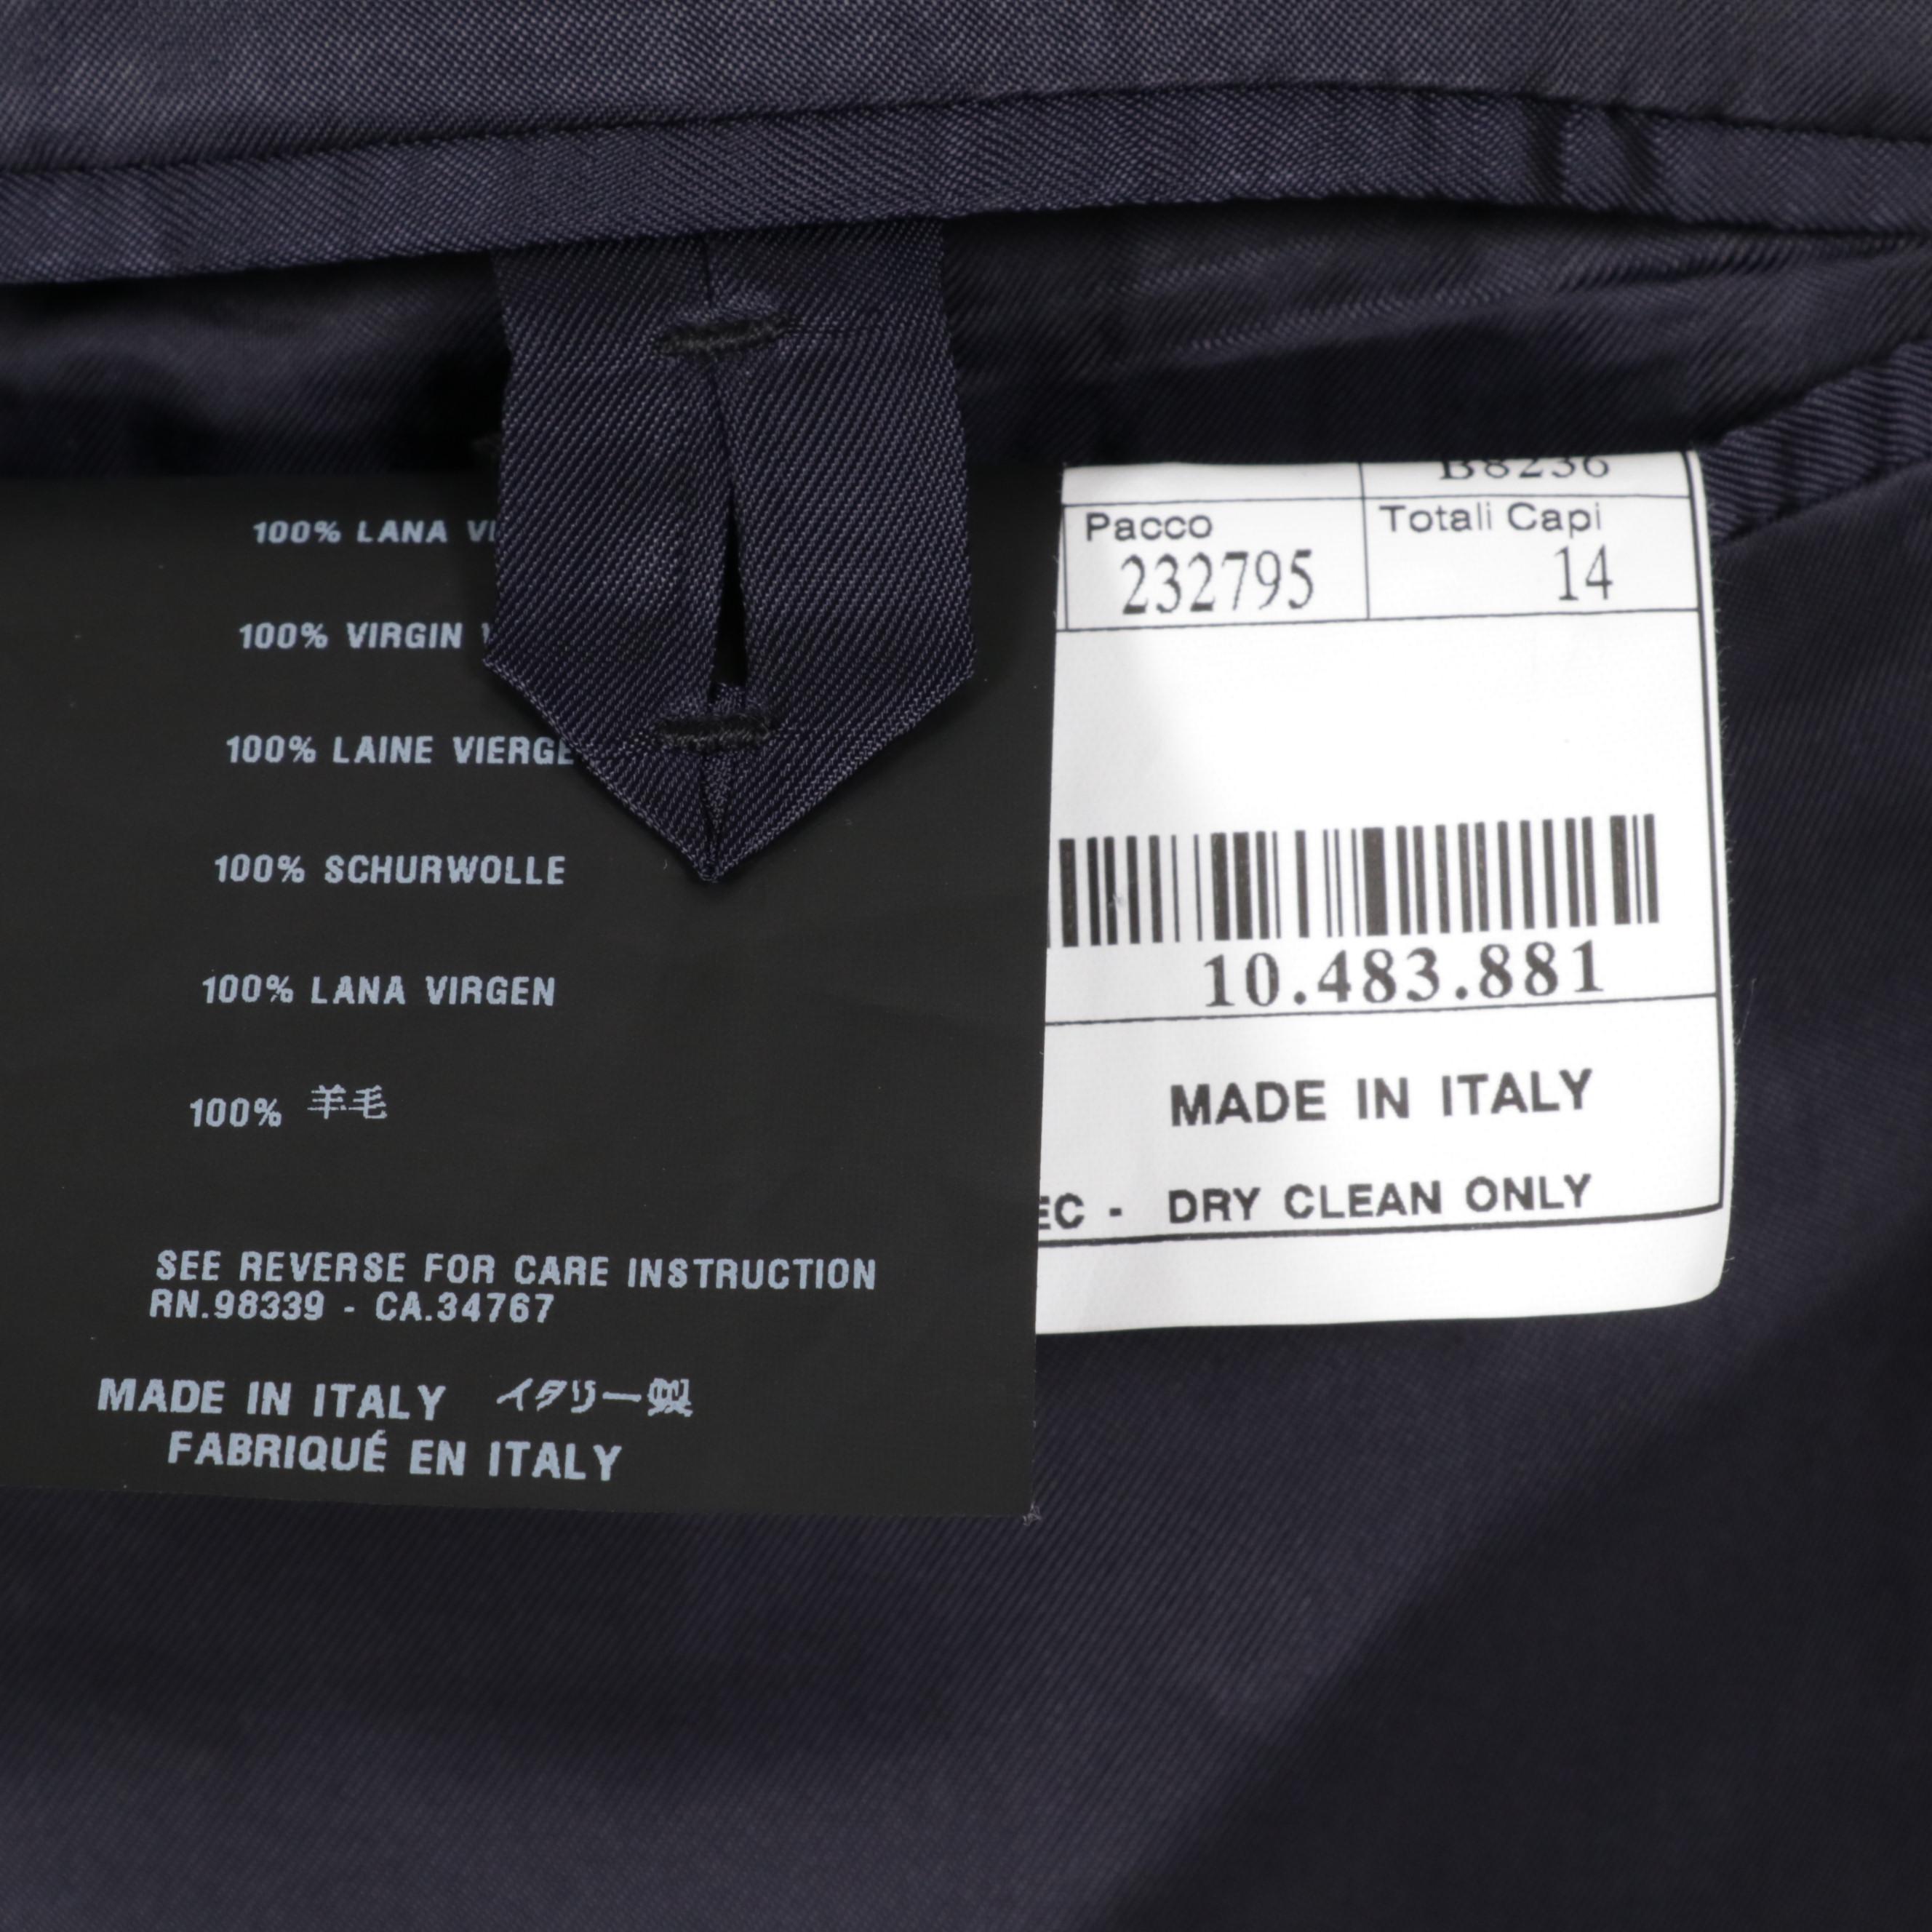 100% LANA
100% VIRGIN
100% LAINE VIERGE
100% SCHURWOLLE
100% LANA VIRGEN
100% 羊毛
SEE REVERSE FOR CARE INSTRUCTION
RN.98339 - CA.34767
MADE IN ITALY イタリー製
FABRIQUÉ EN ITALY
B8236
Pacco Totali Capi
232795 14
10.483.881
MADE IN ITALY
- DRY CLEAN ONLY